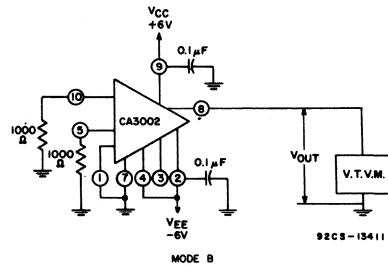 VCC
+6V
0.1µF
9
10
CA3002
8
1000
Ω
5
1000
Ω
1
7
4
3
2
0.1µF
VOUT
V.T.V.M.
VEE
-6V
92CS-13411
MODE B